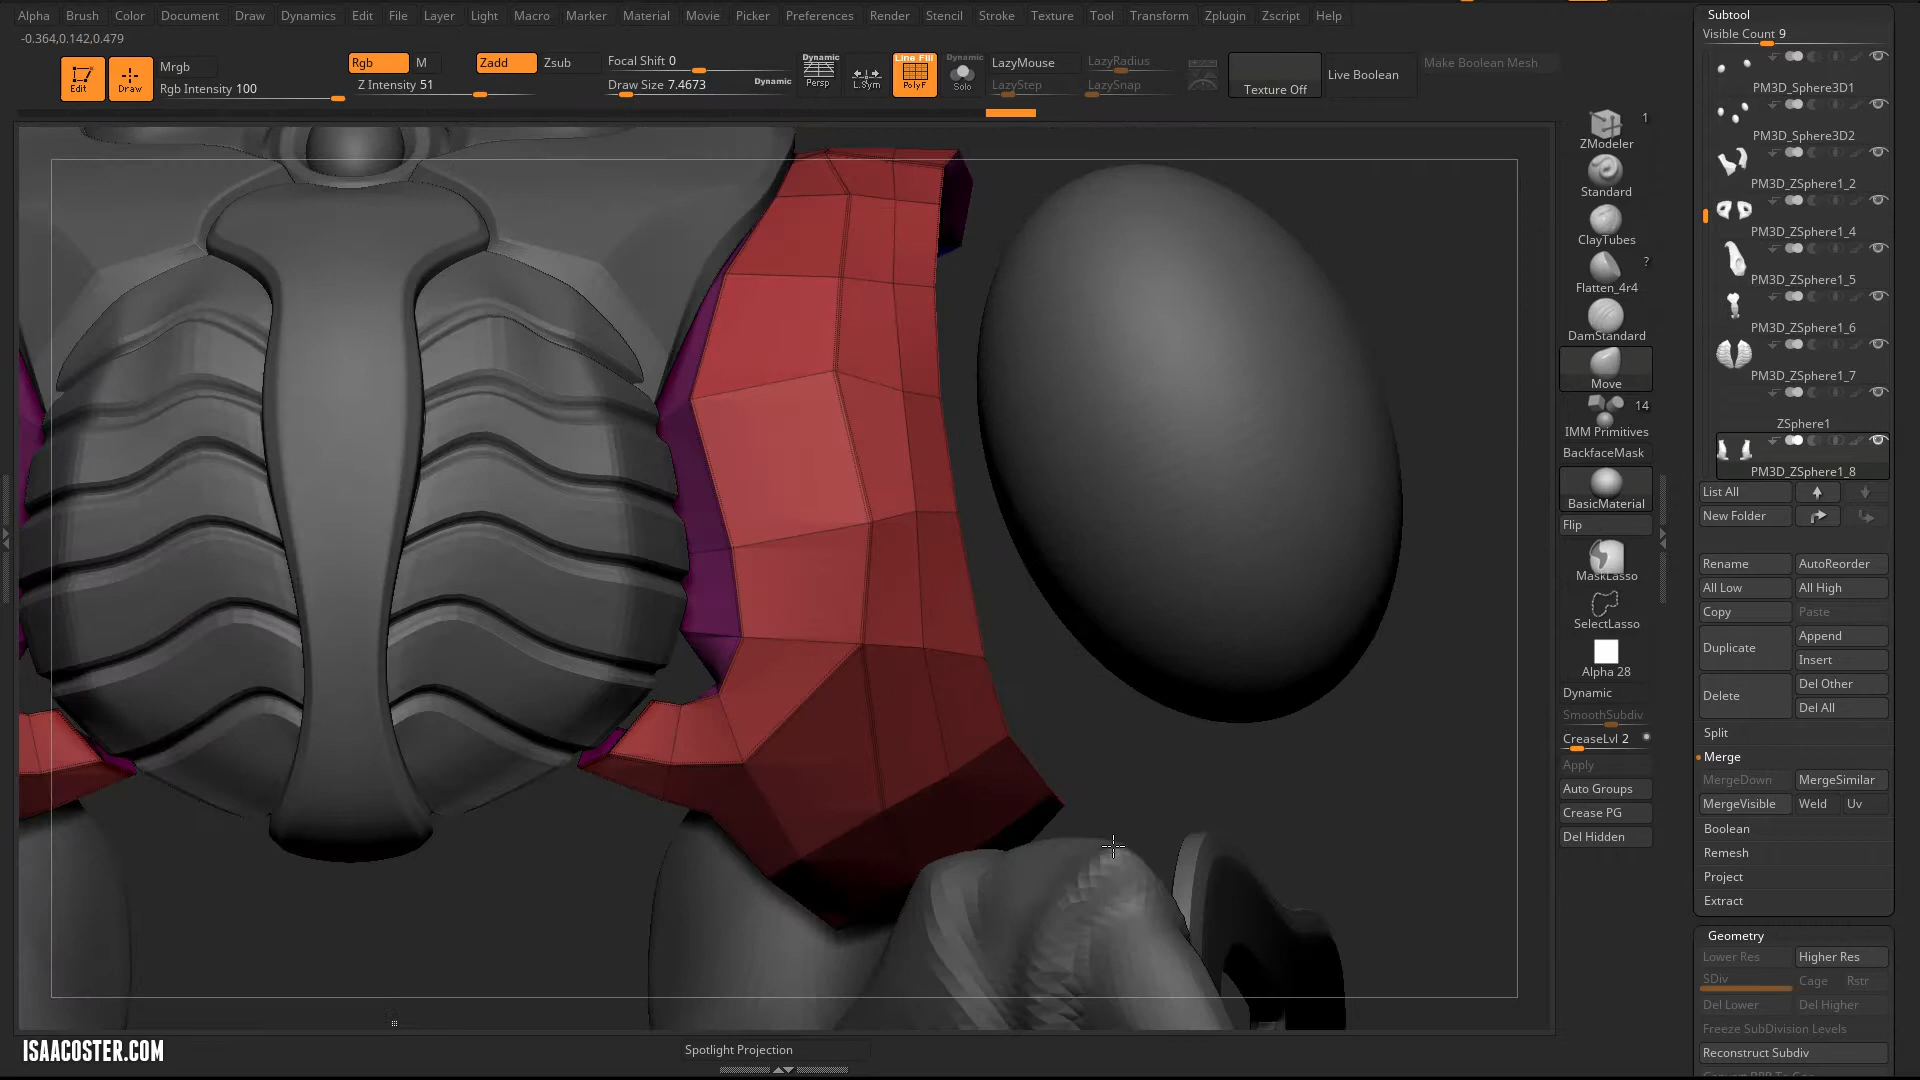 Alpha Brush Color Document Draw Dynamics Edit File Layer Light Macro Marker Material Movie Picker Preferences Render Stencil Stroke Texture Tool Transform Zplugin Zscript Help
-0.364,0.142,0.479
Edit
Draw
Mrgb
Rgb Intensity 100
Rgb
M
Z Intensity 51
Zadd
Zsub
Focal Shift 0
Draw Size 7.4673
Dynamic
Dynamic
Persp
L.Sym
Line Fill
PolyF
Dynamic
Solo
LazyMouse
LazyStep
LazyRadius
LazySnap
Texture Off
Live Boolean
Make Boolean Mesh
1
ZModeler
Standard
ClayTubes
?
Flatten_4r4
DamStandard
Move
14
IMM Primitives
BackfaceMask
BasicMaterial
Flip
MaskLasso
SelectLasso
Alpha 28
Dynamic
SmoothSubdiv
CreaseLvl 2
Apply
Auto Groups
Crease PG
Del Hidden
Subtool
Visible Count 9
PM3D_Sphere3D1
PM3D_Sphere3D2
PM3D_ZSphere1_2
PM3D_ZSphere1_4
PM3D_ZSphere1_5
PM3D_ZSphere1_6
PM3D_ZSphere1_7
ZSphere1
PM3D_ZSphere1_8
List All
New Folder
Rename AutoReorder
All Low All High
Copy Paste
Duplicate
Append
Insert
Delete
Del Other
Del All
Split
Merge
MergeDown MergeSimilar
MergeVisible Weld Uv
Boolean
Remesh
Project
Extract
Geometry
Lower Res Higher Res
SDiv Cage Rstr
Del Lower Del Higher
Freeze SubDivision Levels
Reconstruct Subdiv
ISAACOSTER.COM
Spotlight Projection